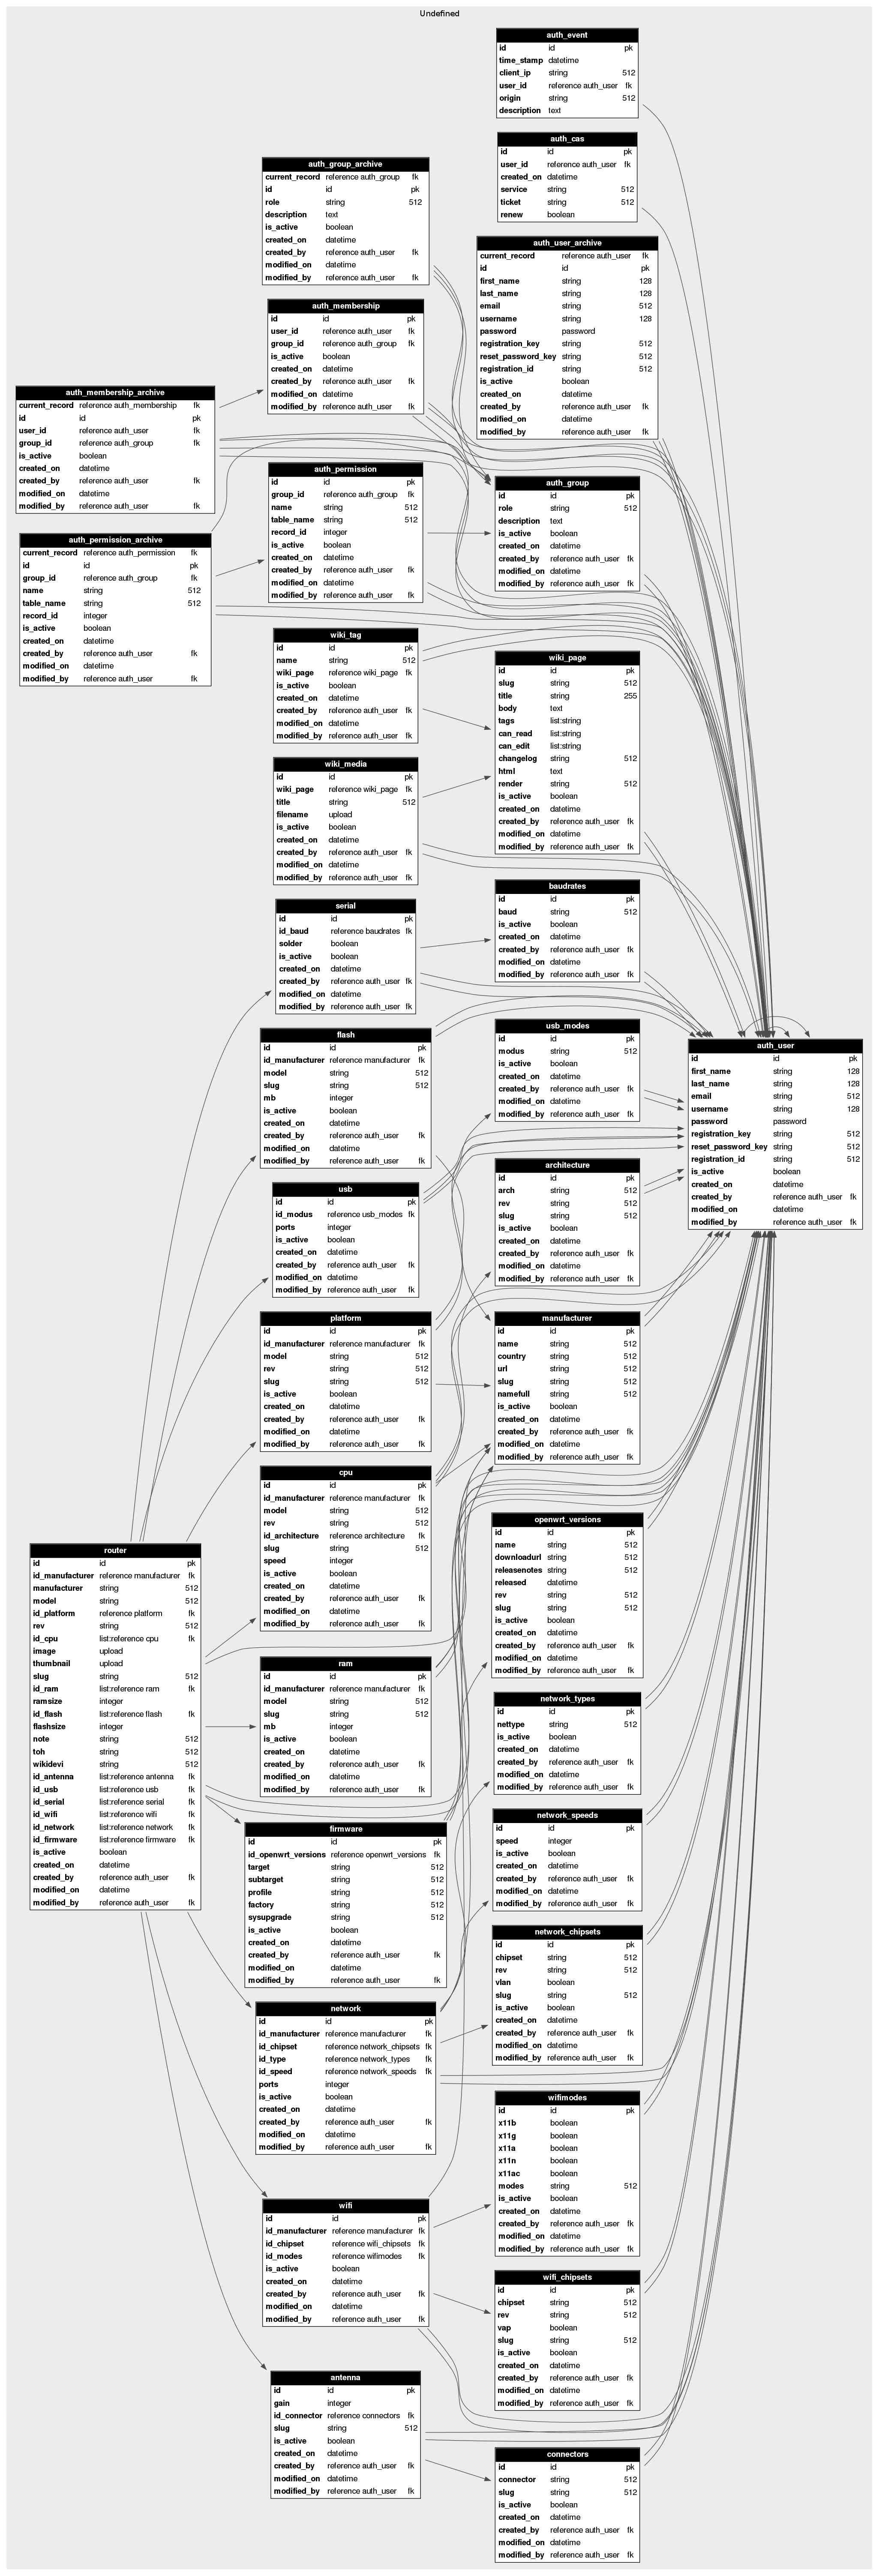 Undefined
auth_event
id id pk
time_stamp datetime
client_ip string 512
user_id reference auth_user fk
origin string 512
description text
auth_cas
id id pk
user_id reference auth_user fk
created_on datetime
service string 512
ticket string 512
renew boolean
auth_group_archive
current_record reference auth_group fk
id id pk
role string 512
description text
is_active boolean
created_on datetime
created_by reference auth_user fk
modified_on datetime
modified_by reference auth_user fk
auth_user_archive
current_record reference auth_user fk
id id pk
first_name string 128
last_name string 128
email string 512
username string 128
password password
registration_key string 512
reset_password_key string 512
registration_id string 512
is_active boolean
created_on datetime
created_by reference auth_user fk
modified_on datetime
modified_by reference auth_user fk
auth_membership
id id pk
user_id reference auth_user fk
group_id reference auth_group fk
is_active boolean
created_on datetime
created_by reference auth_user fk
modified_on datetime
modified_by reference auth_user fk
auth_membership_archive
current_record reference auth_membership fk
id id pk
user_id reference auth_user fk
group_id reference auth_group fk
is_active boolean
created_on datetime
created_by reference auth_user fk
modified_on datetime
modified_by reference auth_user fk
auth_permission
id id pk
group_id reference auth_group fk
name string 512
table_name string 512
record_id integer
is_active boolean
created_on datetime
created_by reference auth_user fk
modified_on datetime
modified_by reference auth_user fk
auth_group
id id pk
role string 512
description text
is_active boolean
created_on datetime
created_by reference auth_user fk
modified_on datetime
modified_by reference auth_user fk
auth_permission_archive
current_record reference auth_permission fk
id id pk
group_id reference auth_group fk
name string 512
table_name string 512
record_id integer
is_active boolean
created_on datetime
created_by reference auth_user fk
modified_on datetime
modified_by reference auth_user fk
wiki_tag
id id pk
name string 512
wiki_page reference wiki_page fk
is_active boolean
created_on datetime
created_by reference auth_user fk
modified_on datetime
modified_by reference auth_user fk
wiki_page
id id pk
slug string 512
title string 255
body text
tags list:string
can_read list:string
can_edit list:string
changelog string 512
html text
render string 512
is_active boolean
created_on datetime
created_by reference auth_user fk
modified_on datetime
modified_by reference auth_user fk
wiki_media
id id pk
wiki_page reference wiki_page fk
title string 512
filename upload
is_active boolean
created_on datetime
created_by reference auth_user fk
modified_on datetime
modified_by reference auth_user fk
baudrates
id id pk
baud string 512
is_active boolean
created_on datetime
created_by reference auth_user fk
modified_on datetime
modified_by reference auth_user fk
serial
id id pk
id_baud reference baudrates fk
solder boolean
is_active boolean
created_on datetime
created_by reference auth_user fk
modified_on datetime
modified_by reference auth_user fk
usb_modes
id id pk
modus string 512
is_active boolean
created_on datetime
created_by reference auth_user fk
modified_on datetime
modified_by reference auth_user fk
flash
id id pk
id_manufacturer reference manufacturer fk
model string 512
slug string 512
mb integer
is_active boolean
created_on datetime
created_by reference auth_user fk
modified_on datetime
modified_by reference auth_user fk
auth_user
id id pk
first_name string 128
last_name string 128
email string 512
username string 128
password password
registration_key string 512
reset_password_key string 512
registration_id string 512
is_active boolean
created_on datetime
created_by reference auth_user fk
modified_on datetime
modified_by reference auth_user fk
architecture
id id pk
arch string 512
rev string 512
slug string 512
is_active boolean
created_on datetime
created_by reference auth_user fk
modified_on datetime
modified_by reference auth_user fk
usb
id id pk
id_modus reference usb_modes fk
ports integer
is_active boolean
created_on datetime
created_by reference auth_user fk
modified_on datetime
modified_by reference auth_user fk
platform
id id pk
id_manufacturer reference manufacturer fk
model string 512
rev string 512
slug string 512
is_active boolean
created_on datetime
created_by reference auth_user fk
modified_on datetime
modified_by reference auth_user fk
manufacturer
id id pk
name string 512
country string 512
url string 512
slug string 512
namefull string 512
is_active boolean
created_on datetime
created_by reference auth_user fk
modified_on datetime
modified_by reference auth_user fk
cpu
id id pk
id_manufacturer reference manufacturer fk
model string 512
rev string 512
id_architecture reference architecture fk
slug string 512
speed integer
is_active boolean
created_on datetime
created_by reference auth_user fk
modified_on datetime
modified_by reference auth_user fk
openwrt_versions
id id pk
name string 512
downloadurl string 512
releasenotes string 512
released datetime
rev string 512
slug string 512
is_active boolean
created_on datetime
created_by reference auth_user fk
modified_on datetime
modified_by reference auth_user fk
router
id id pk
id_manufacturer reference manufacturer fk
manufacturer string 512
model string 512
id_platform reference platform fk
rev string 512
id_cpu list:reference cpu fk
image upload
thumbnail upload
slug string 512
id_ram list:reference ram fk
ramsize integer
id_flash list:reference flash fk
flashsize integer
note string 512
toh string 512
wikidevi string 512
id_antenna list:reference antenna fk
id_usb list:reference usb fk
id_serial list:reference serial fk
id_wifi list:reference wifi fk
id_network list:reference network fk
id_firmware list:reference firmware fk
is_active boolean
created_on datetime
created_by reference auth_user fk
modified_on datetime
modified_by reference auth_user fk
ram
id id pk
id_manufacturer reference manufacturer fk
model string 512
slug string 512
mb integer
is_active boolean
created_on datetime
created_by reference auth_user fk
modified_on datetime
modified_by reference auth_user fk
network_types
id id pk
nettype string 512
is_active boolean
created_on datetime
created_by reference auth_user fk
modified_on datetime
modified_by reference auth_user fk
network_speeds
id id pk
speed integer
is_active boolean
created_on datetime
created_by reference auth_user fk
modified_on datetime
modified_by reference auth_user fk
firmware
id id pk
id_openwrt_versions reference openwrt_versions fk
target string 512
subtarget string 512
profile string 512
factory string 512
sysupgrade string 512
is_active boolean
created_on datetime
created_by reference auth_user fk
modified_on datetime
modified_by reference auth_user fk
network_chipsets
id id pk
chipset string 512
rev string 512
vlan boolean
slug string 512
is_active boolean
created_on datetime
created_by reference auth_user fk
modified_on datetime
modified_by reference auth_user fk
network
id id pk
id_manufacturer reference manufacturer fk
id_chipset reference network_chipsets fk
id_type reference network_types fk
id_speed reference network_speeds fk
ports integer
is_active boolean
created_on datetime
created_by reference auth_user fk
modified_on datetime
modified_by reference auth_user fk
wifimodes
id id pk
x11b boolean
x11g boolean
x11a boolean
x11n boolean
x11ac boolean
modes string 512
is_active boolean
created_on datetime
created_by reference auth_user fk
modified_on datetime
modified_by reference auth_user fk
wifi
id id pk
id_manufacturer reference manufacturer fk
id_chipset reference wifi_chipsets fk
id_modes reference wifimodes fk
is_active boolean
created_on datetime
created_by reference auth_user fk
modified_on datetime
modified_by reference auth_user fk
wifi_chipsets
id id pk
chipset string 512
rev string 512
vap boolean
slug string 512
is_active boolean
created_on datetime
created_by reference auth_user fk
modified_on datetime
modified_by reference auth_user fk
antenna
id id pk
gain integer
id_connector reference connectors fk
slug string 512
is_active boolean
created_on datetime
created_by reference auth_user fk
modified_on datetime
modified_by reference auth_user fk
connectors
id id pk
connector string 512
slug string 512
is_active boolean
created_on datetime
created_by reference auth_user fk
modified_on datetime
modified_by reference auth_user fk